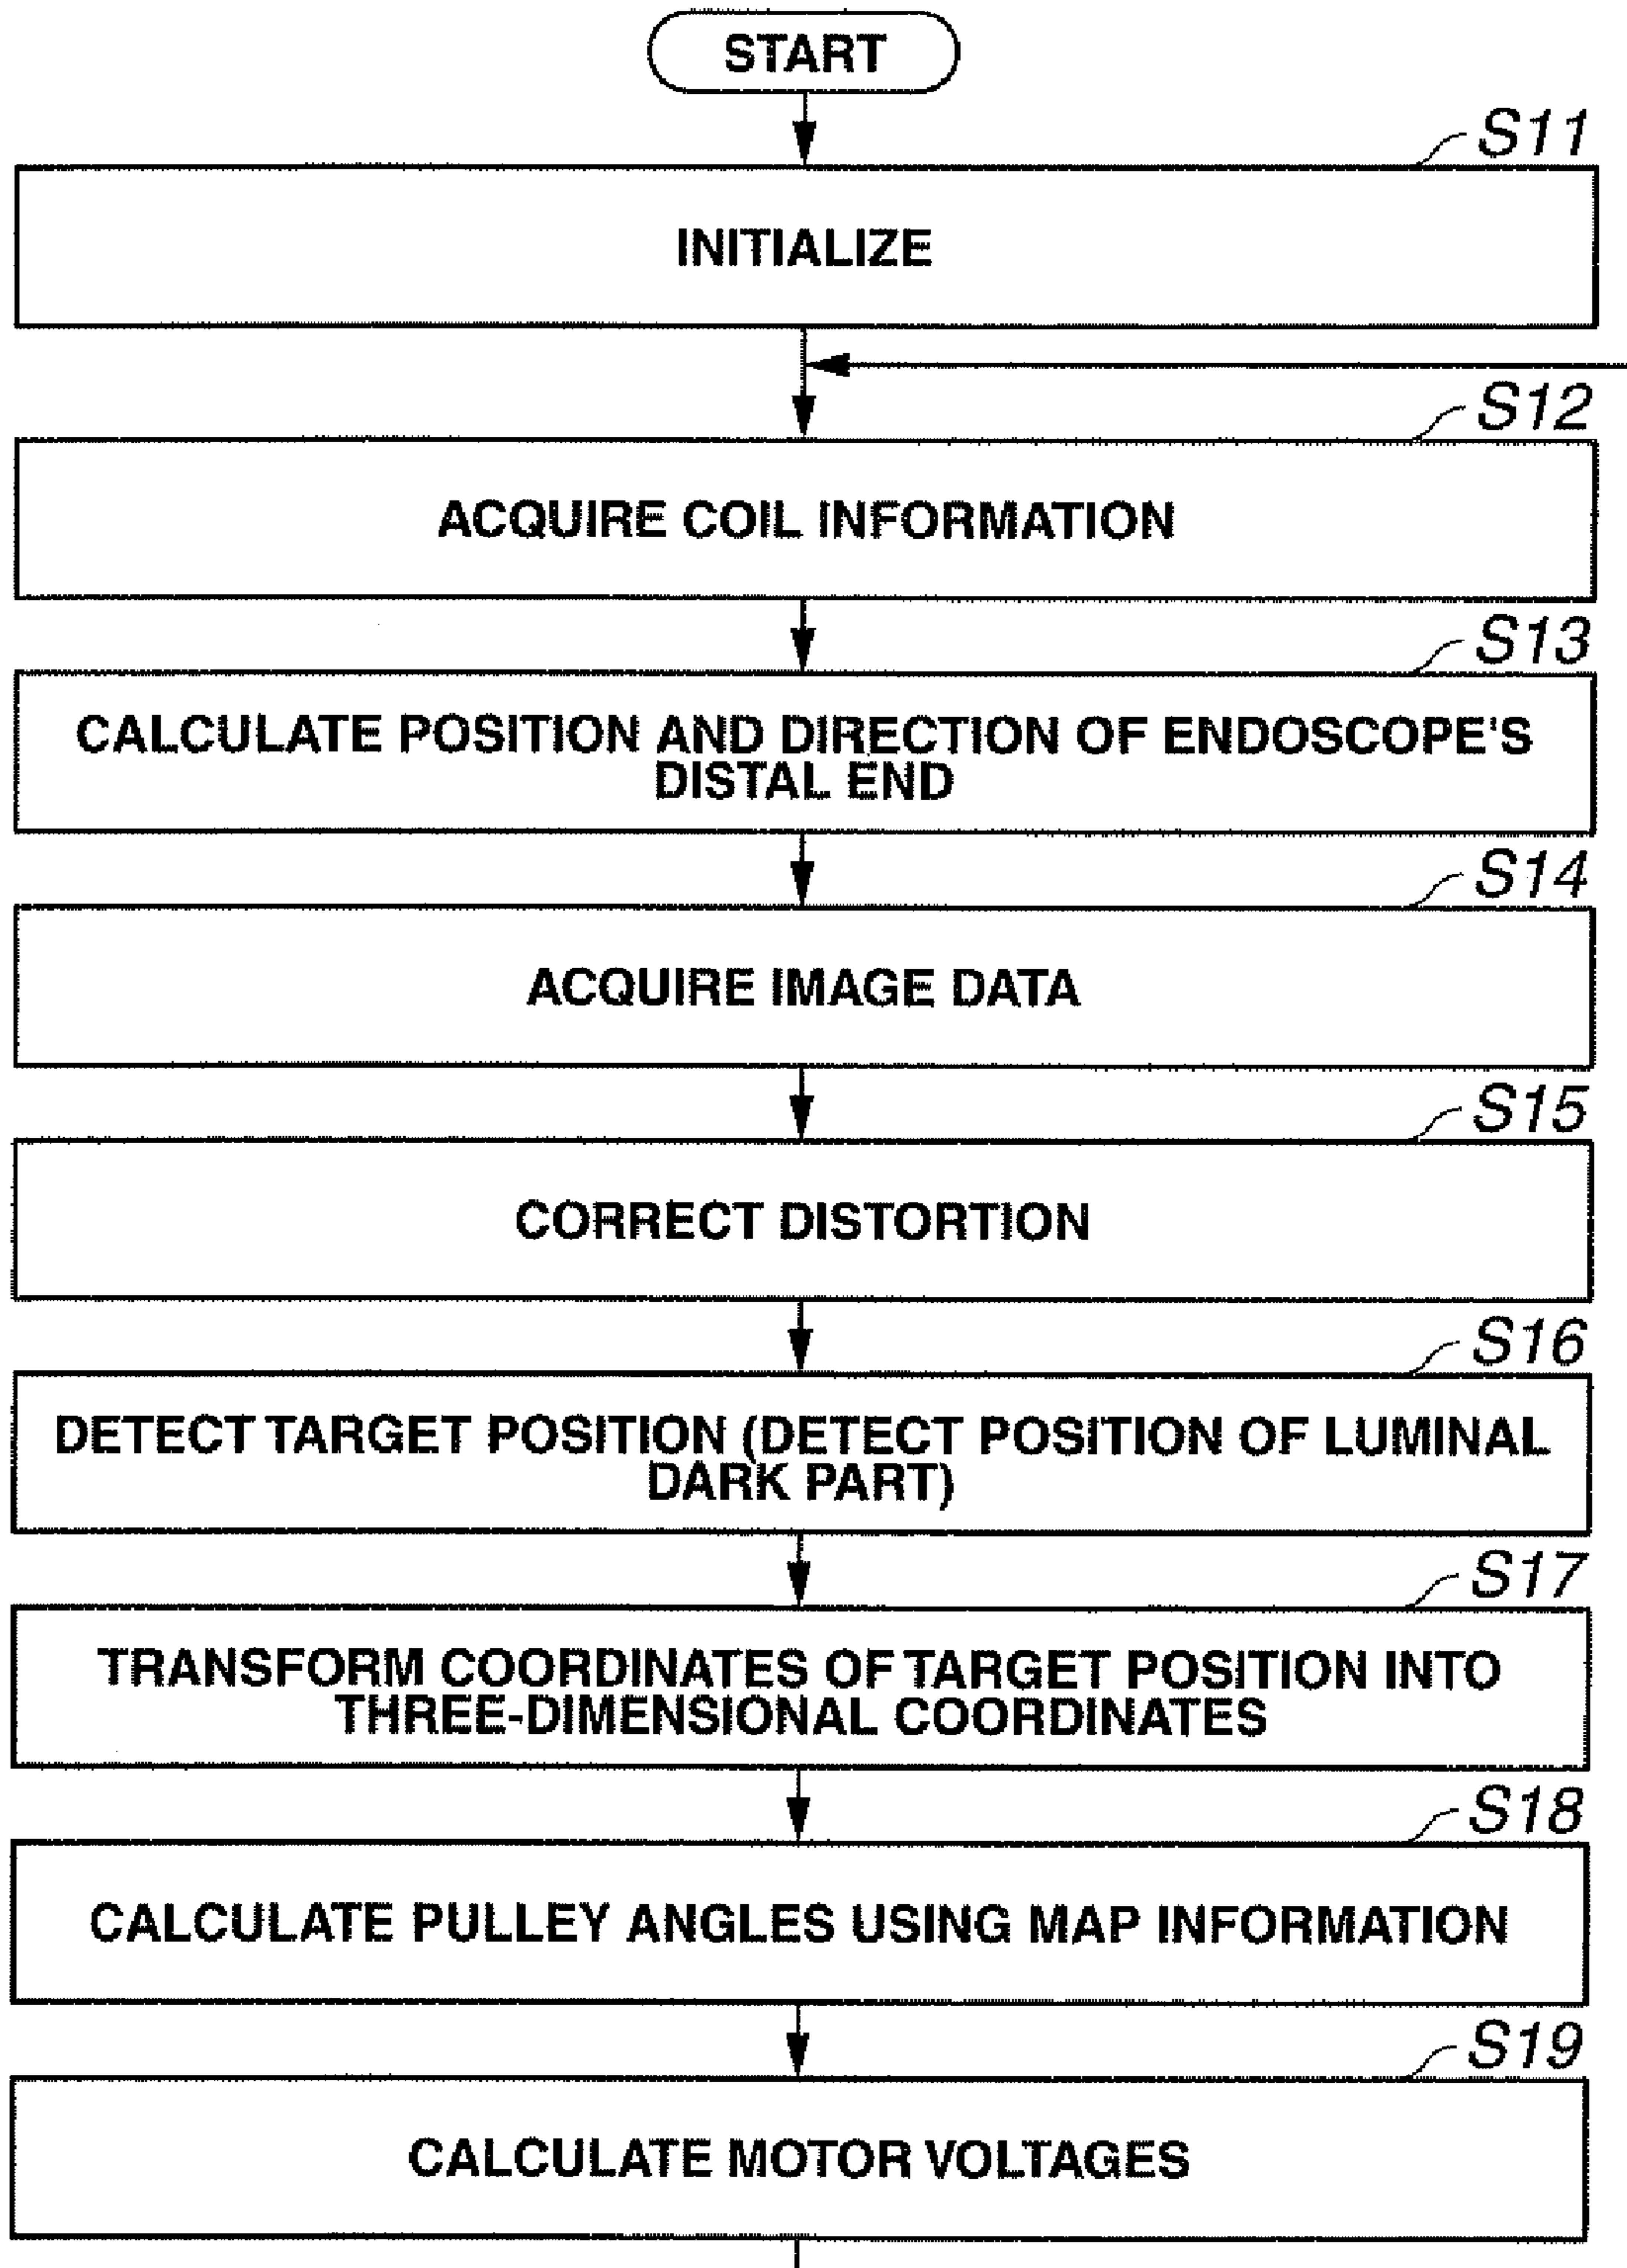 START
S11
INITIALIZE
S12
ACQUIRE COIL INFORMATION
S13
CALCULATE POSITION AND DIRECTION OF ENDOSCOPE'S
DISTAL END
S14
ACQUIRE IMAGE DATA
S15
CORRECT DISTORTION
S16
DETECT TARGET POSITION (DETECT POSITION OF LUMINAL
DARK PART)
S17
TRANSFORM COORDINATES OF TARGET POSITION INTO
THREE-DIMENSIONAL COORDINATES
S18
CALCULATE PULLEY ANGLES USING MAP INFORMATION
S19
CALCULATE MOTOR VOLTAGES